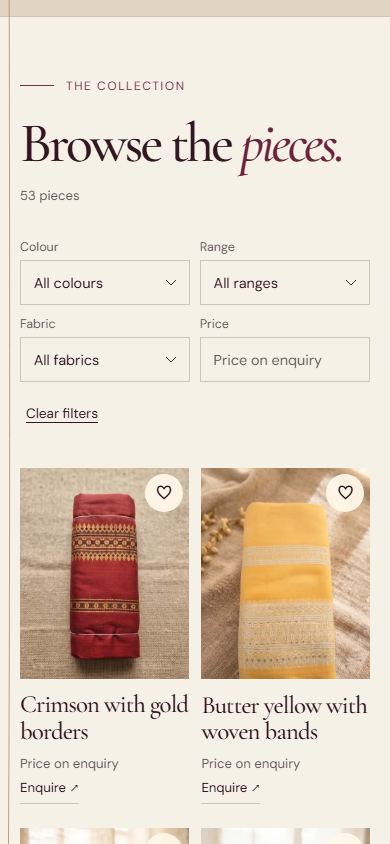 THE COLLECTION
Browse the pieces.
53 pieces
Colour
Range
All colours
All ranges
Fabric
Price
All fabrics
Price on enquiry
Clear filters
Crimson with gold
borders
Price on enquiry
Enquire ↗
Butter yellow with
woven bands
Price on enquiry
Enquire ↗